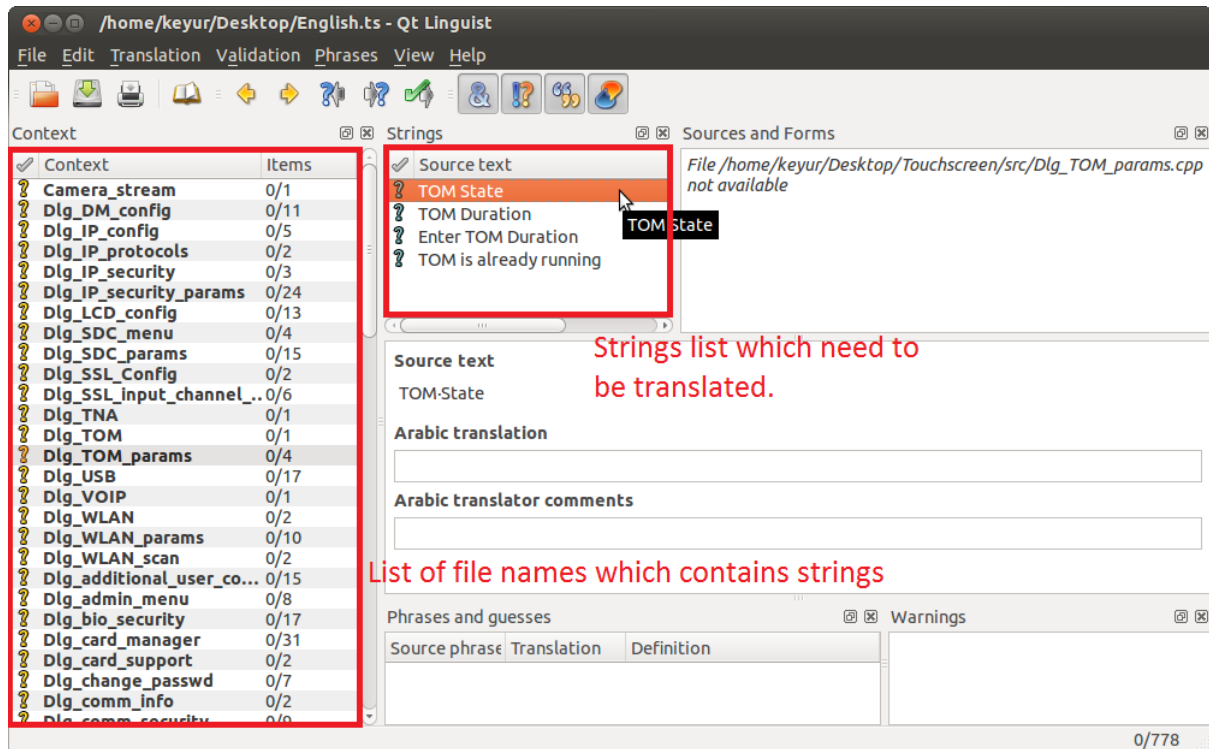 /home/keyur/Desktop/English.ts - Qt Linguist
File Edit Translation Validation Phrases View Help
Context
Context Items
Camera_stream 0/1
Dlg_DM_config 0/11
Dlg_IP_config 0/5
Dlg_IP_protocols 0/2
Dlg_IP_security 0/3
Dlg_IP_security_params 0/24
Dlg_LCD_config 0/13
Dlg_SDC_menu 0/4
Dlg_SDC_params 0/15
Dlg_SSL_Config 0/2
Dlg_SSL_input_channel_... 0/6
Dlg_TNA 0/1
Dlg_TOM 0/1
Dlg_TOM_params 0/4
Dlg_USB 0/17
Dlg_VOIP 0/1
Dlg_WLAN 0/2
Dlg_WLAN_params 0/10
Dlg_WLAN_scan 0/2
Dlg_additional_user_co... 0/15
Dlg_admin_menu 0/8
Dlg_bio_security 0/17
Dlg_card_manager 0/31
Dlg_card_support 0/2
Dlg_change_passwd 0/7
Dlg_comm_info 0/2
Dlg_comm_security 0/9
Strings
Source text
TOM State
TOM Duration
Enter TOM Duration
TOM is already running
TOM State
Sources and Forms
File /home/keyur/Desktop/Touchscreen/src/Dlg_TOM_params.cpp
not available
Strings list which need to
be translated.
Source text
TOM·State
Arabic translation
Arabic translator comments
List of file names which contains strings
Phrases and guesses
Source phrase Translation Definition
Warnings
0/778